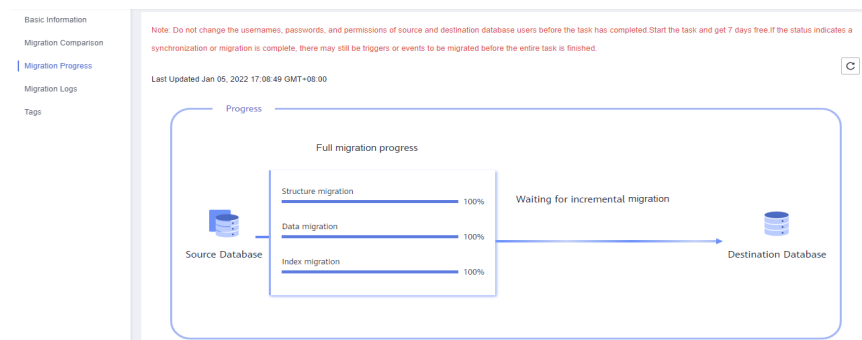 Basic Information
Migration Comparison
Migration Progress
Migration Logs
Tags
Note: Do not change the usernames, passwords, and permissions of source and destination database users before the task has completed.Start the task and get 7 days free.If the status indicates a
synchronization or migration is complete, there may still be triggers or events to be migrated before the entire task is finished.
Last Updated Jan 05, 2022 17:08:49 GMT+08:00
Progress
Full migration progress
Structure migration
100%
Data migration
100%
Index migration
100%
Source Database
Waiting for incremental migration
Destination Database